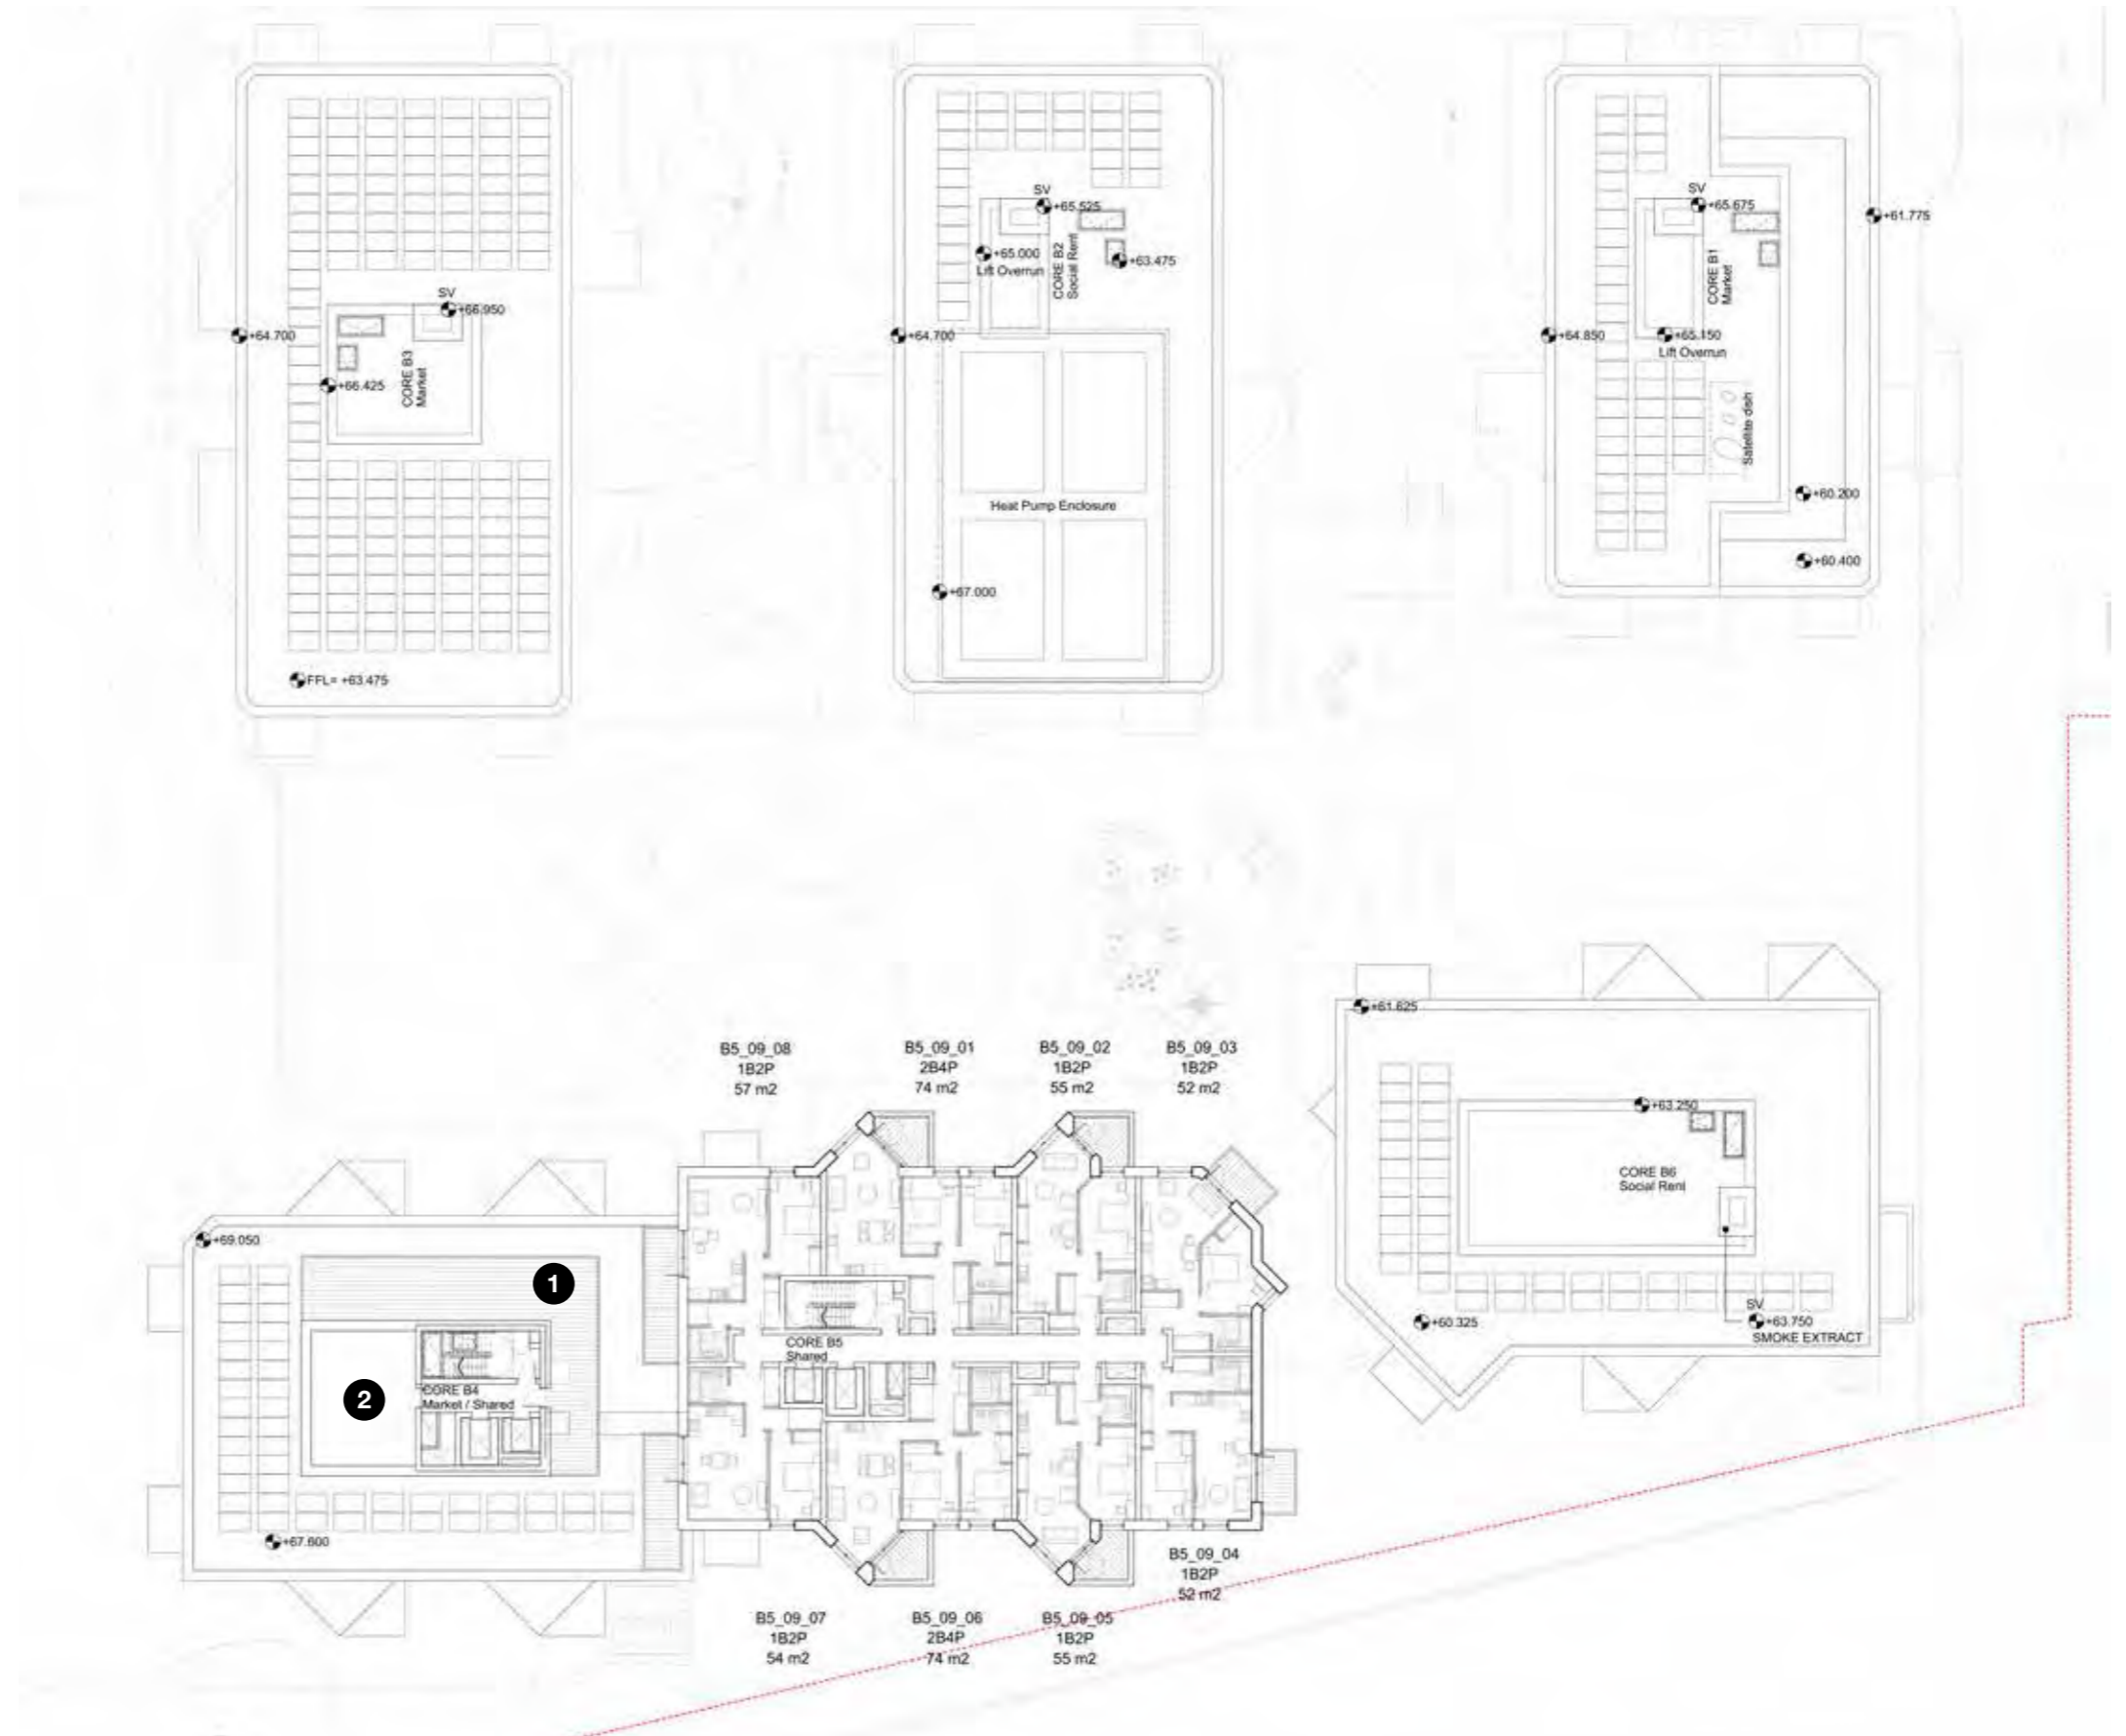 SV
+66.950
+64.700
+66.425
CORE B3
Market
FFL= +63.475
SV
+65.525
+65.000
Lift Overrun
CORE B2
Social Rent
+63.475
+64.700
Heat Pump Enclosure
+67.000
SV
+65.675
+61.775
CORE B1
Market
+64.850
+65.150
Lift Overrun
Satellite dish
+60.200
+60.400
B5_09_08
1B2P
57 m2
B5_09_01
2B4P
74 m2
B5_09_02
1B2P
55 m2
B5_09_03
1B2P
52 m2
+61.625
+63.250
CORE B6
Social Rent
+60.325
SV
+63.750
SMOKE EXTRACT
+69.050
1
2
CORE B4
Market / Shared
CORE B5
Shared
+67.600
B5_09_07
1B2P
54 m2
B5_09_06
2B4P
74 m2
B5_09_05
1B2P
55 m2
B5_09_04
1B2P
52 m2